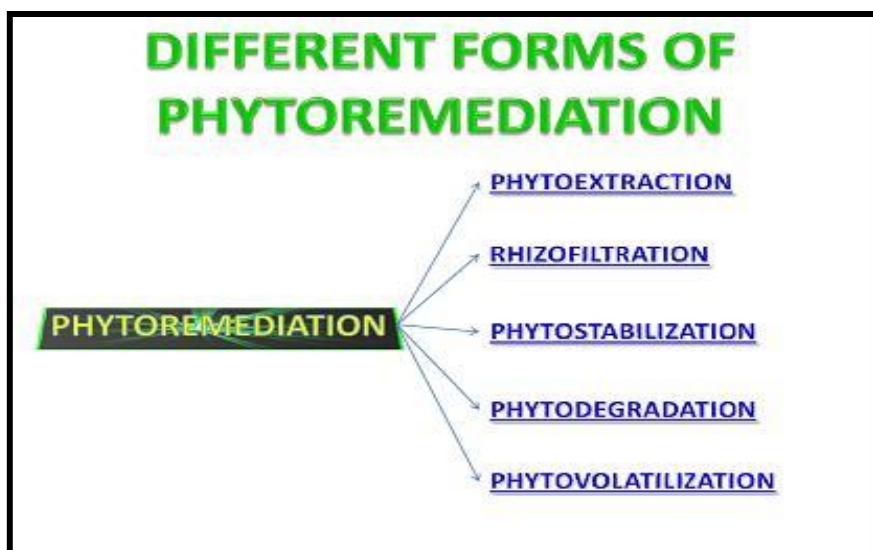 DIFFERENT FORMS OF
PHYTOREMEDIATION
PHYTOEXTRACTION
RHIZOFILTRATION
PHYTOREMEDIATION
PHYTOSTABILIZATION
PHYTODEGRADATION
PHYTOVOLATILIZATION